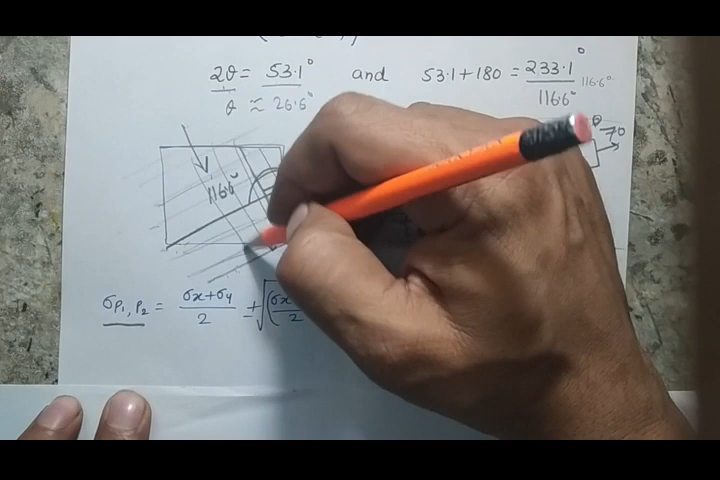 2θ = 53.1° and 53.1 + 180 = 233.1° 116.6°
θ ≈ 26.6° 116.6°
70
116.6°
σp₁, p₂ = σx+σy/2 ± √(σx/2